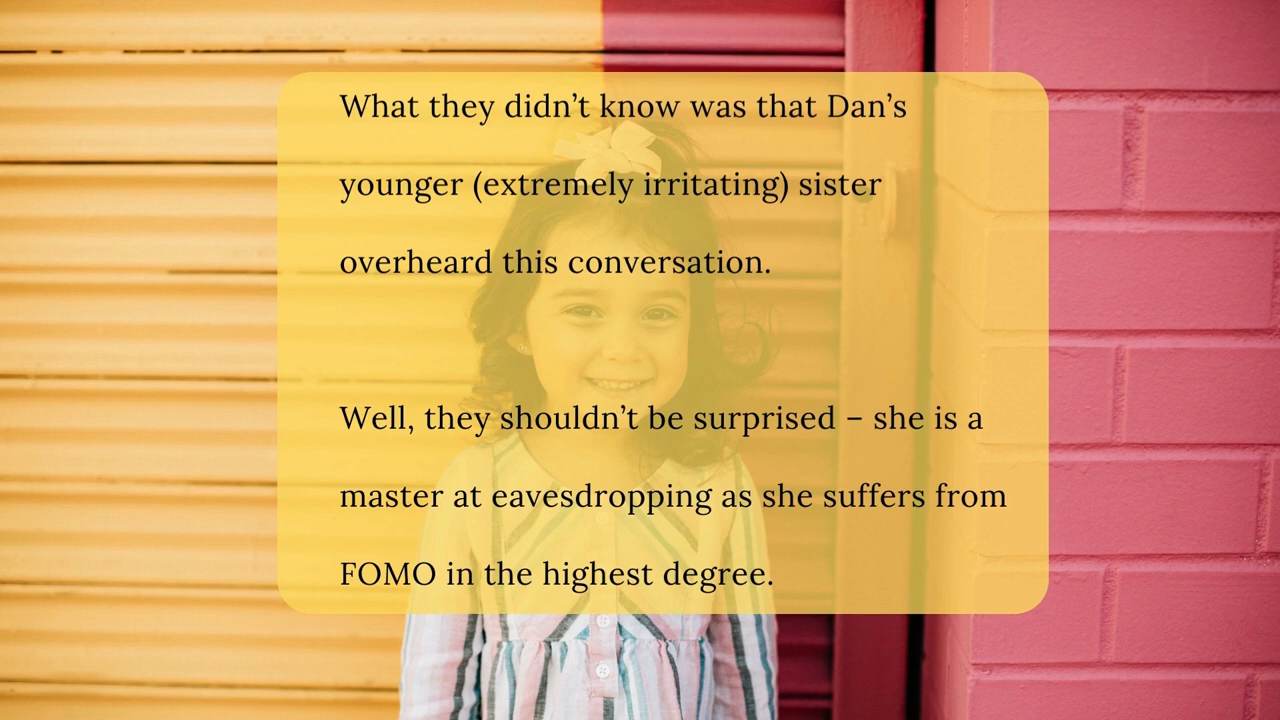 What they didn’t know was that Dan’s
younger (extremely irritating) sister
overheard this conversation.
Well, they shouldn’t be surprised – she is a
master at eavesdropping as she suffers from
FOMO in the highest degree.